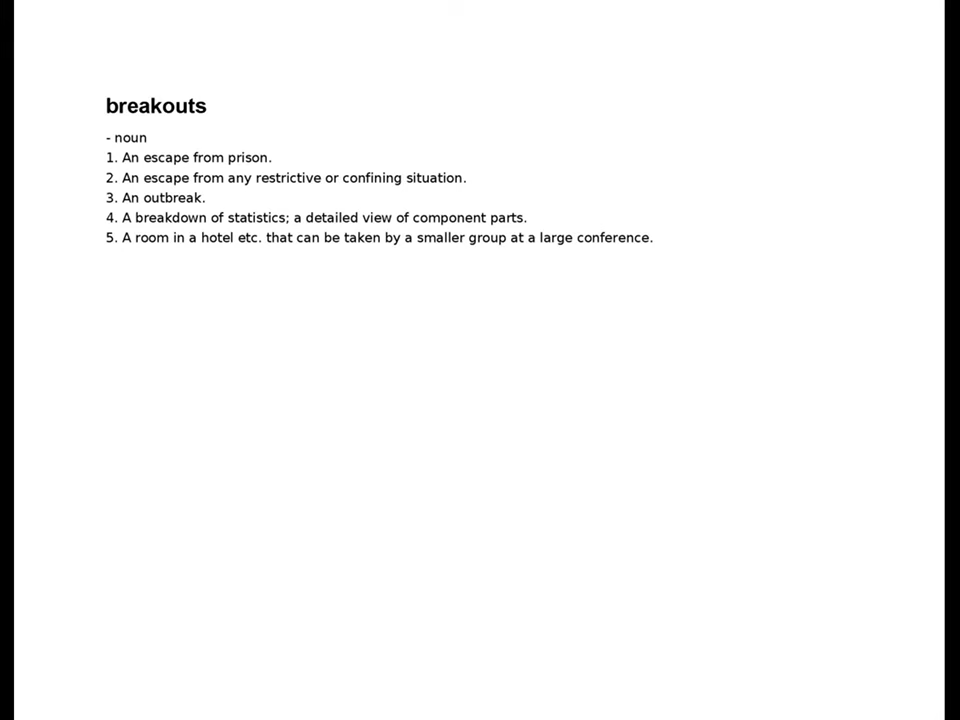 breakouts
- noun
1. An escape from prison.
2. An escape from any restrictive or confining situation.
3. An outbreak.
4. A breakdown of statistics; a detailed view of component parts.
5. A room in a hotel etc. that can be taken by a smaller group at a large conference.